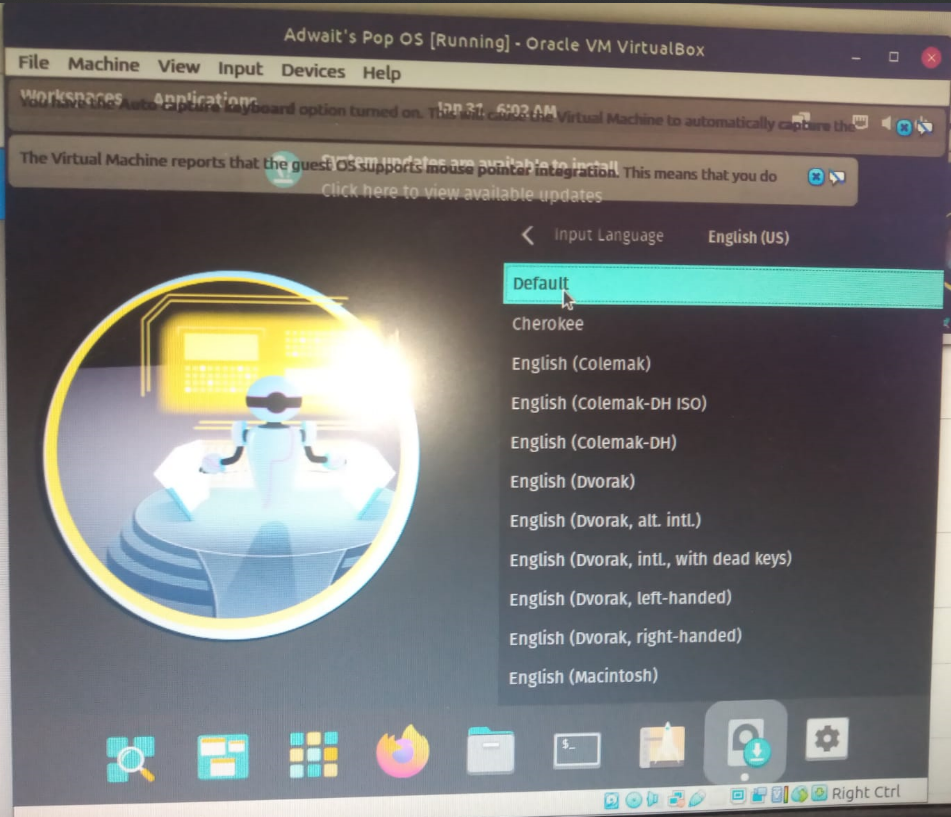 Adwait's Pop OS [Running] - Oracle VM VirtualBox
File Machine View Input Devices Help
Workspaces Applications Jan 31 6:02 AM
You have the Auto capture keyboard option turned on. This will cause the Virtual Machine to automatically capture the
System updates are available to install
The Virtual Machine reports that the guest OS supports mouse pointer integration. This means that you do
Click here to view available updates
Input Language English (US)
Default
Cherokee
English (Colemak)
English (Colemak-DH ISO)
English (Colemak-DH)
English (Dvorak)
English (Dvorak, alt. intl.)
English (Dvorak, intl., with dead keys)
English (Dvorak, left-handed)
English (Dvorak, right-handed)
English (Macintosh)
$_
Right Ctrl